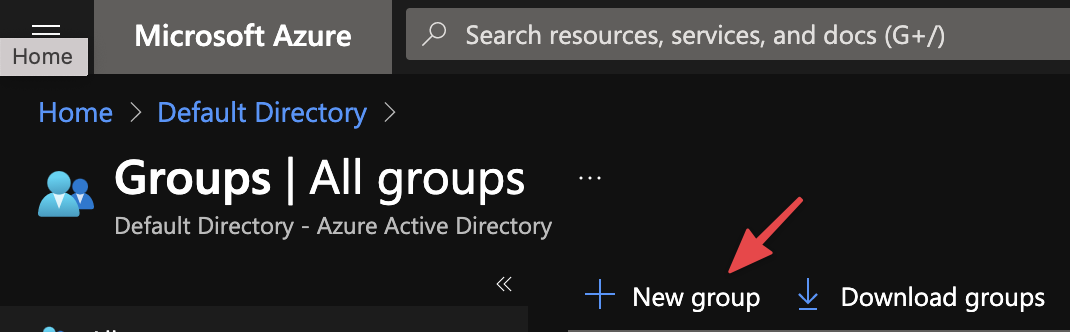 Microsoft Azure
Search resources, services, and docs (G+/)
Home
Home > Default Directory >
Groups | All groups
...
Default Directory - Azure Active Directory
«
+ New group
Download groups